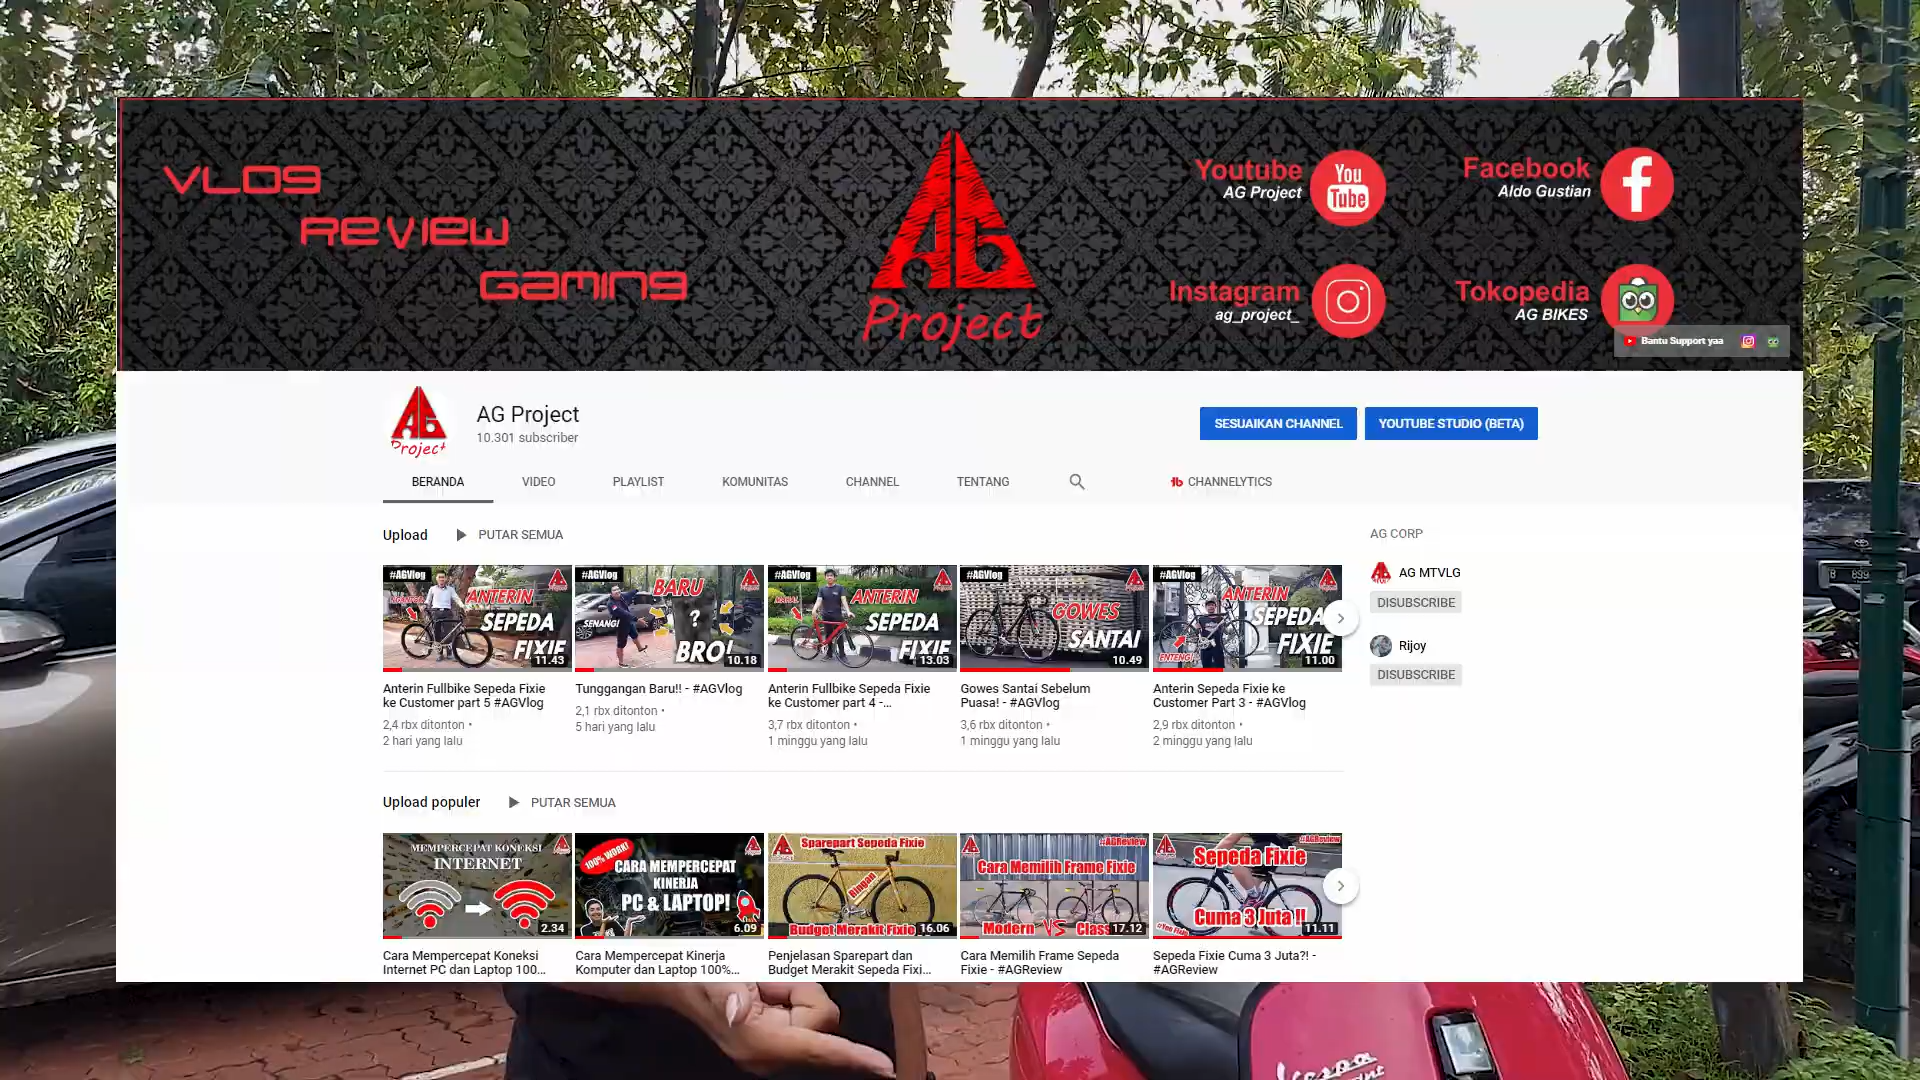 VLOG
REVIEW
GAMING
AG
Project
Youtube
AG Project
You
Tube
Facebook
Aldo Gustian
Instagram
ag_project_
Tokopedia
AG BIKES
Bantu Support yaa
AG Project
10.301 subscriber
SESUAIKAN CHANNEL
YOUTUBE STUDIO (BETA)
BERANDA VIDEO PLAYLIST KOMUNITAS CHANNEL TENTANG CHANNELYTICS
Upload PUTAR SEMUA
#AGVlog
ANTERIN
SEPEDA
FIXIE
11.43
#AGVlog
BARU
SENANG!
?
BRO!
10.18
#AGVlog
ANTERIN
SEPEDA
FIXIE
13.03
#AGVlog
GOWES
SANTAI
10.49
#AGVlog
ANTERIN
SEPEDA
FIXIE
ENTENG!
11.00
Anterin Fullbike Sepeda Fixie
ke Customer part 5 #AGVlog
2,4 rbx ditonton •
2 hari yang lalu
Tunggangan Baru!! - #AGVlog
2,1 rbx ditonton •
5 hari yang lalu
Anterin Fullbike Sepeda Fixie
ke Customer part 4 -...
3,7 rbx ditonton •
1 minggu yang lalu
Gowes Santai Sebelum
Puasa! - #AGVlog
3,6 rbx ditonton •
1 minggu yang lalu
Anterin Sepeda Fixie ke
Customer Part 3 - #AGVlog
2,9 rbx ditonton •
2 minggu yang lalu
AG CORP
AG MTVLG
DISUBSCRIBE
Rijoy
DISUBSCRIBE
Upload populer PUTAR SEMUA
MEMPERCEPAT KONEKSI
INTERNET
2.34
100% WORK!
CARA MEMPERCEPAT
KINERJA
PC & LAPTOP!
6.09
Sparepart Sepeda Fixie
Ringan
Budget Merakit Fixie
16.06
#AGReview
Cara Memilih Frame Fixie
Modern VS Class
17.12
#AGReview
Sepeda Fixie
Cuma 3 Juta !!
11.11
Cara Mempercepat Koneksi
Internet PC dan Laptop 100...
Cara Mempercepat Kinerja
Komputer dan Laptop 100%...
Penjelasan Sparepart dan
Budget Merakit Sepeda Fixi...
Cara Memilih Frame Sepeda
Fixie - #AGReview
Sepeda Fixie Cuma 3 Juta?! -
#AGReview
Vespa